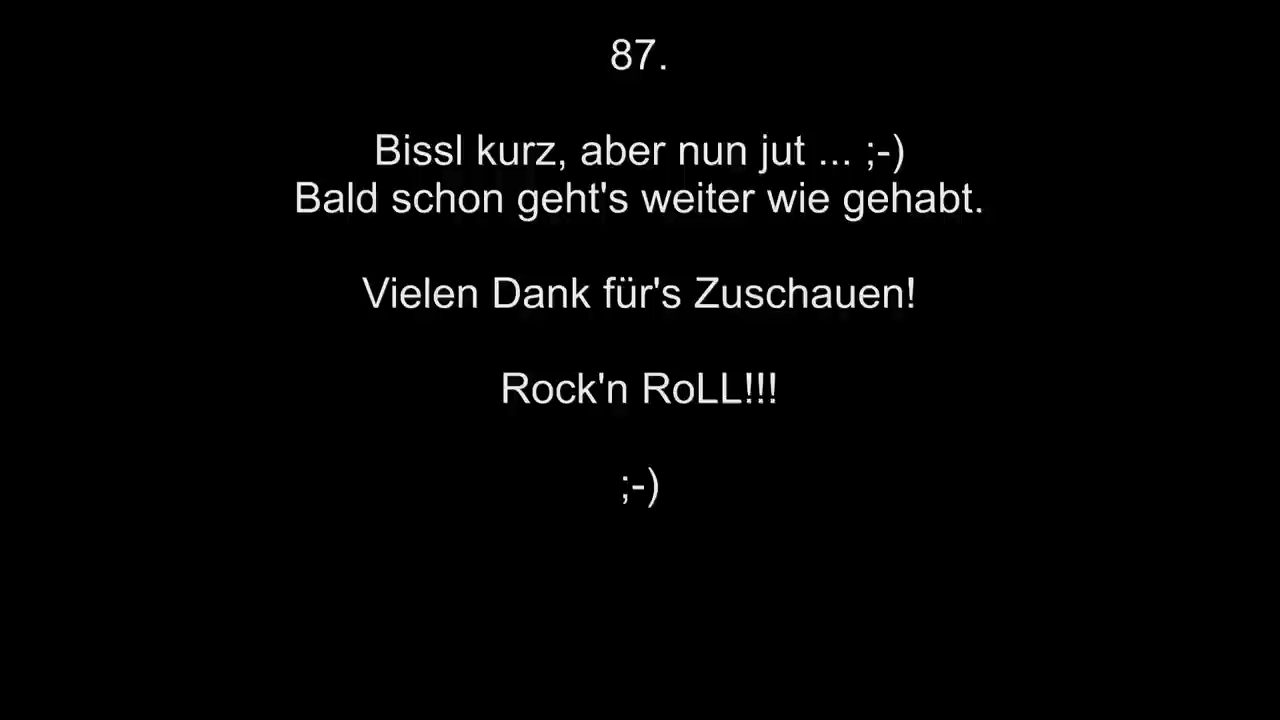 87.
Bissl kurz, aber nun jut ... ;-)
Bald schon geht's weiter wie gehabt.
Vielen Dank für's Zuschauen!
Rock'n RoLL!!!
;-)